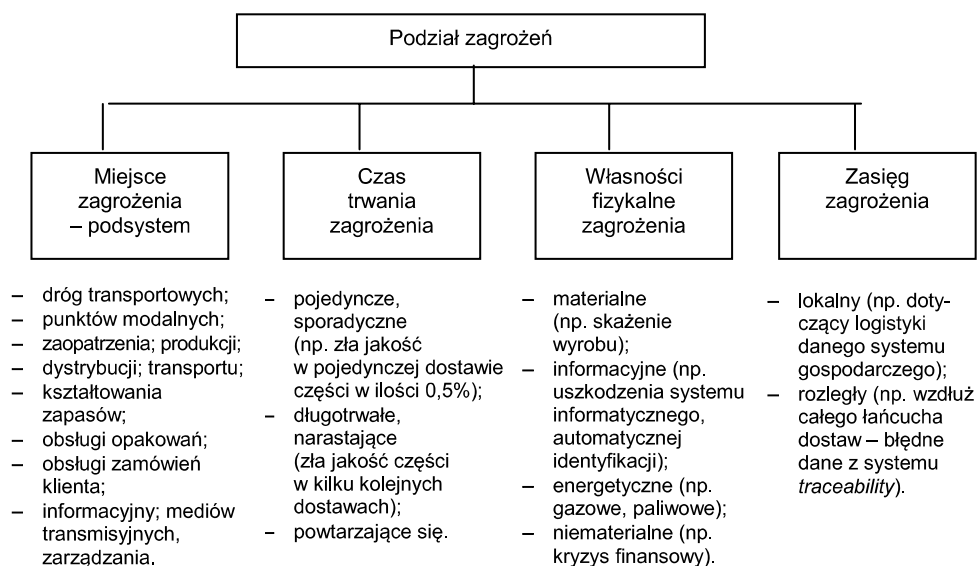 Podział zagrożeń
Miejsce
zagrożenia
– podsystem
Czas
trwania
zagrożenia
Własności
fizykalne
zagrożenia
Zasięg
zagrożenia
– dróg transportowych;
– punktów modalnych;
– zaopatrzenia; produkcji;
– dystrybucji; transportu;
– kształtowania
zapasów;
– obsługi opakowań;
– obsługi zamówień
klienta;
– informacyjny; mediów
transmisyjnych,
zarządzania.
– pojedyncze,
sporadyczne
(np. zła jakość
w pojedynczej dostawie
części w ilości 0,5%);
– długotrwałe,
narastające
(zła jakość części
w kilku kolejnych
dostawach);
– powtarzające się.
– materialne
(np. skażenie
wyrobu);
– informacyjne (np.
uszkodzenia systemu
informatycznego,
automatycznej
identyfikacji);
– energetyczne (np.
gazowe, paliwowe);
– niematerialne (np.
kryzys finansowy).
– lokalny (np. doty-
czący logistyki
danego systemu
gospodarczego);
– rozległy (np. wzdłuż
całego łańcucha
dostaw – błędne
dane z systemu
traceability).